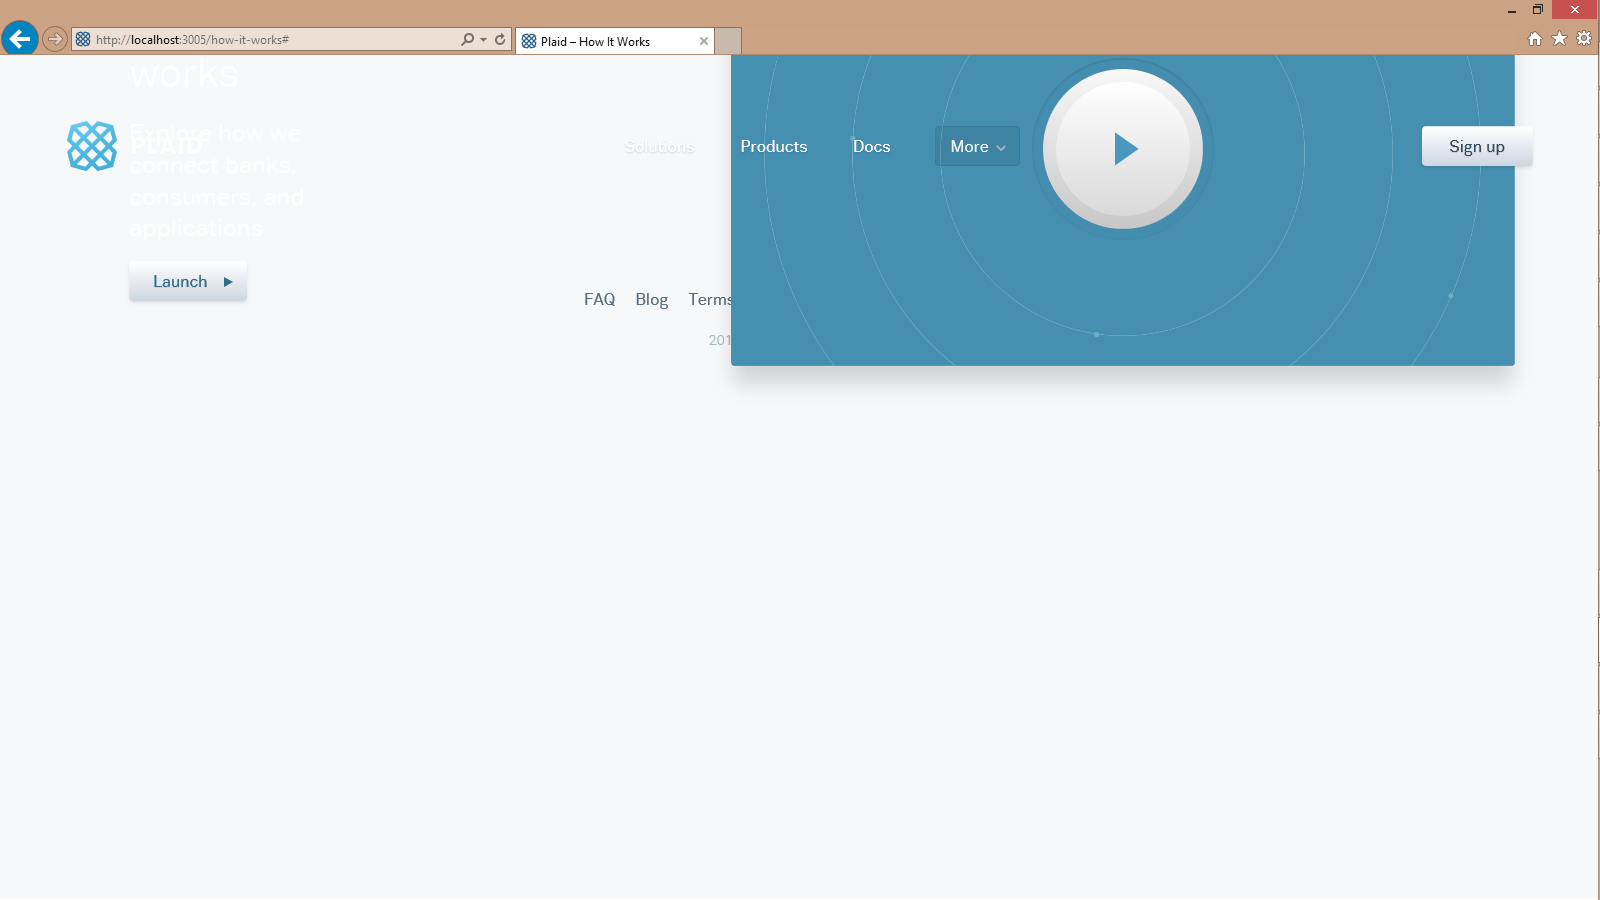 http://localhost:3005/how-it-works#
Plaid – How It Works
works
Explore how we
connect banks,
consumers, and
applications
PLAID
Solutions
Products
Docs
More
Sign up
Launch
FAQ
Blog
Terms
201